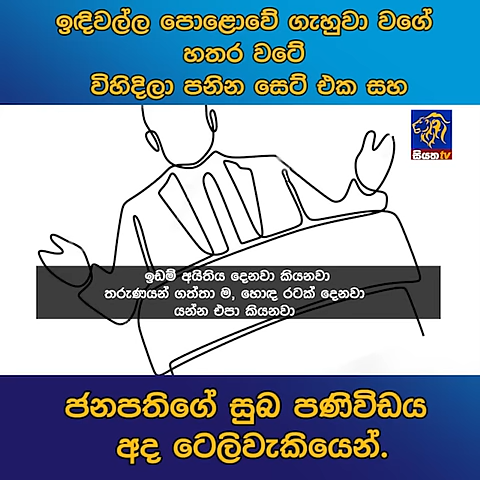 ඉඳිවල්ල පොළොවේ ගැහුවා වගේ
හතර වටේ
විහිදිලා පනින සෙට් එක සහ
සියත tv
ඉඩම් අයිතිය දෙනවා කියනවා
තරුණයන් ගත්තා ම, හොඳ රටක් දෙනවා
යන්න එපා කියනවා
ජනපතිගේ සුබ පණිවිඩය
අද ටෙලිවැකියෙන්.